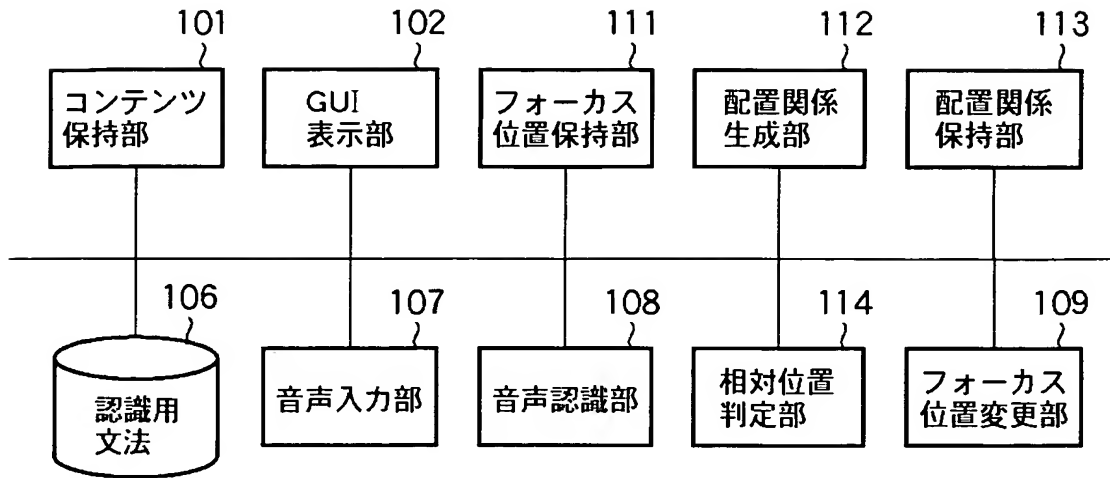 101
コンテンツ
保持部
102
GUI
表示部
111
フォーカス
位置保持部
112
配置関係
生成部
113
配置関係
保持部
106
認識用
文法
107
音声入力部
108
音声認識部
114
相対位置
判定部
109
フォーカス
位置変更部